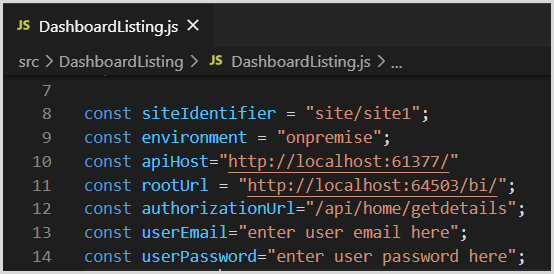 JS DashboardListing.js ×
src > DashboardListing > JS DashboardListing.js > ...
7
8 const siteIdentifier = "site/site1";
9 const environment = "onpremise";
10 const apiHost="http://localhost:61377/"
11 const rootUrl = "http://localhost:64503/bi/";
12 const authorizationUrl="/api/home/getdetails";
13 const userEmail="enter user email here";
14 const userPassword="enter user password here";